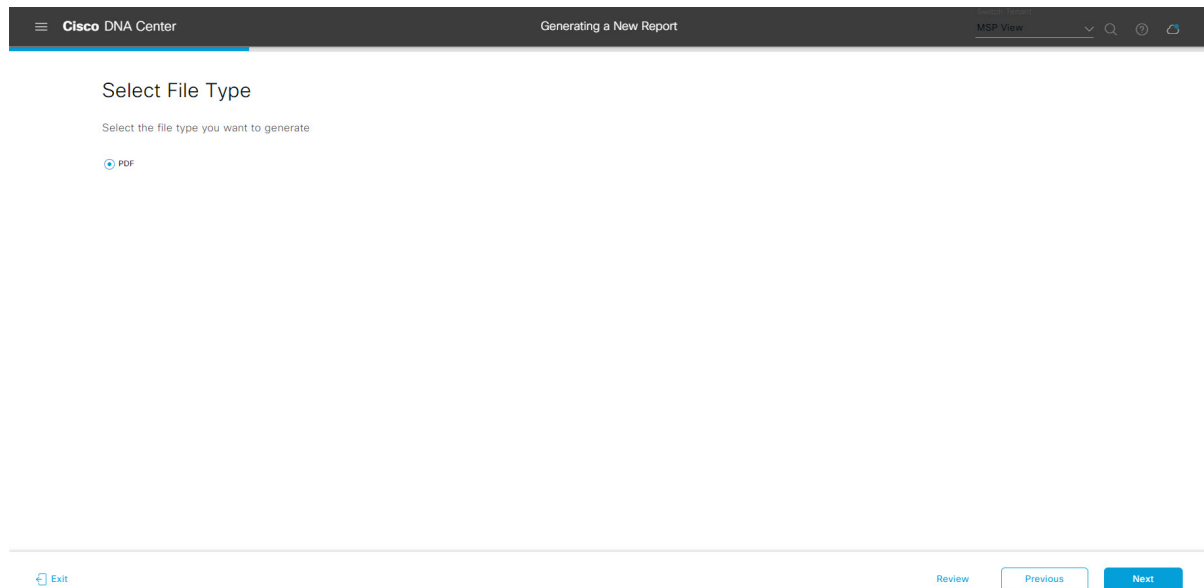 Cisco DNA Center
Generating a New Report
MSP View
Select File Type
Select the file type you want to generate
PDF
Exit
Review
Previous
Next